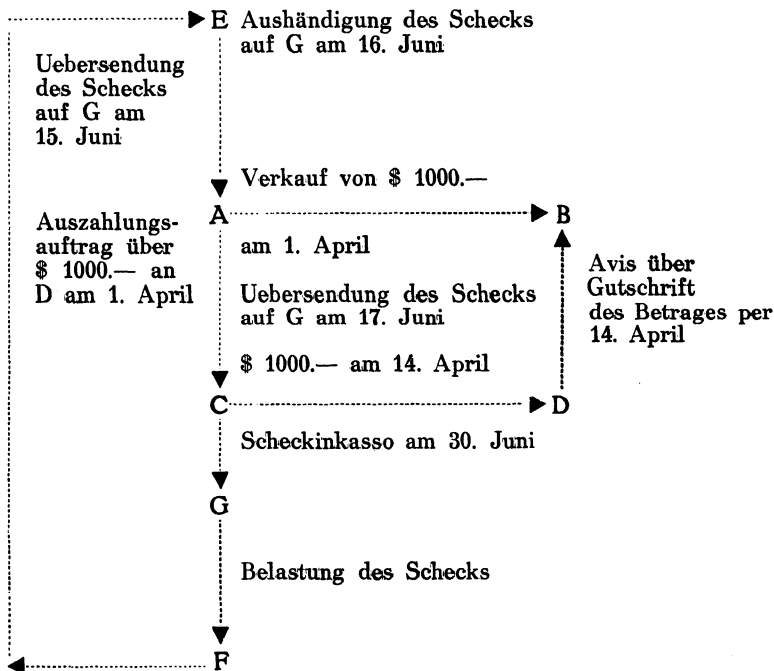 E Aushändigung des Schecks
auf G am 16. Juni
Uebersendung
des Schecks
auf G am
15. Juni
Verkauf von $ 1000.—
A
B
am 1. April
Auszahlungs-
auftrag über
$ 1000.— an
D am 1. April
Avis über
Gutschrift
des Betrages per
14. April
Uebersendung des Schecks
auf G am 17. Juni
$ 1000.— am 14. April
C
D
Scheckinkasso am 30. Juni
G
Belastung des Schecks
F